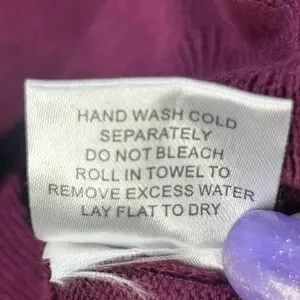 HAND WASH COLD
SEPARATELY
DO NOT BLEACH
ROLL IN TOWEL TO
REMOVE EXCESS WATER
LAY FLAT TO DRY